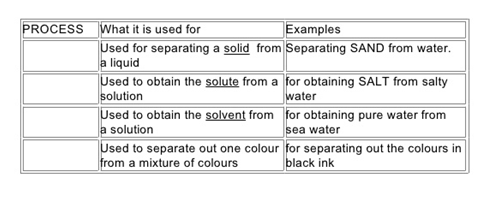 PROCESS What it is used for Examples
Used for separating a solid from Separating SAND from water.
a liquid
Used to obtain the solute from a for obtaining SALT from salty
solution water
Used to obtain the solvent from for obtaining pure water from
a solution sea water
Used to separate out one colour for separating out the colours in
from a mixture of colours black ink